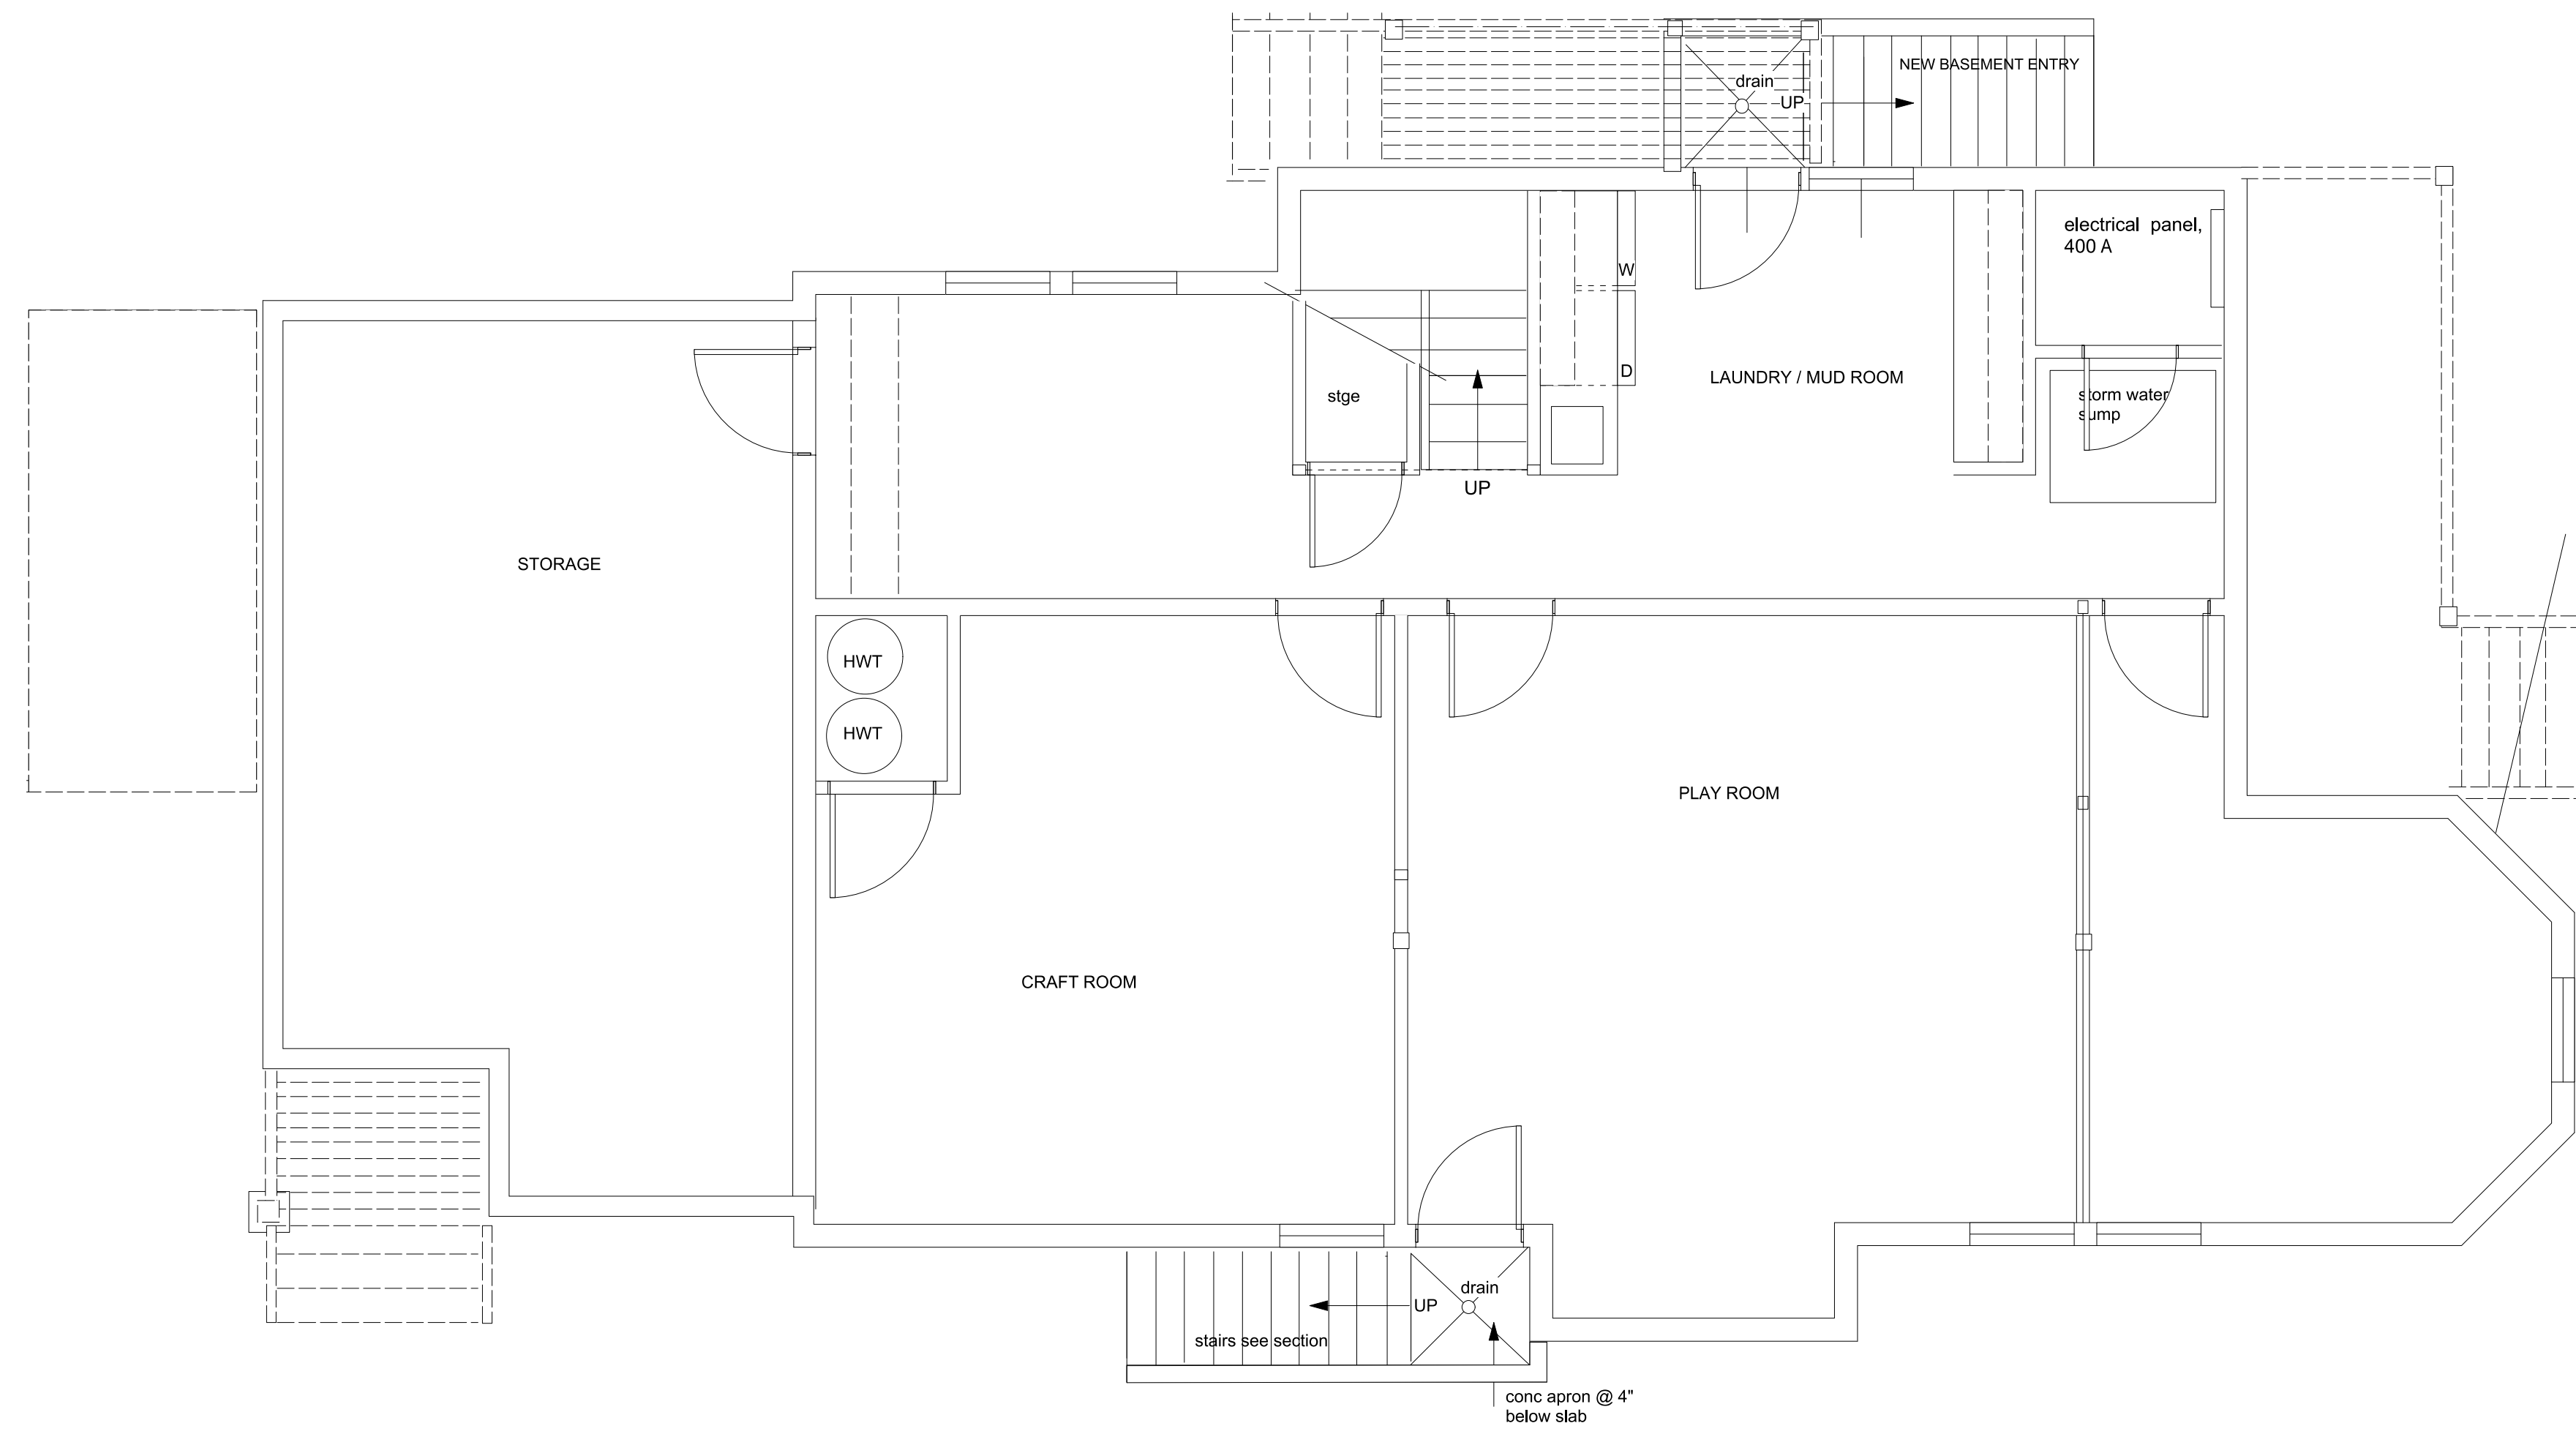 NEW BASEMENT ENTRY
drain
UP
electrical panel,
400 A
W
D
LAUNDRY / MUD ROOM
stge
storm water
sump
UP
STORAGE
HWT
HWT
PLAY ROOM
CRAFT ROOM
drain
UP
stairs see section
conc apron @ 4"
below slab